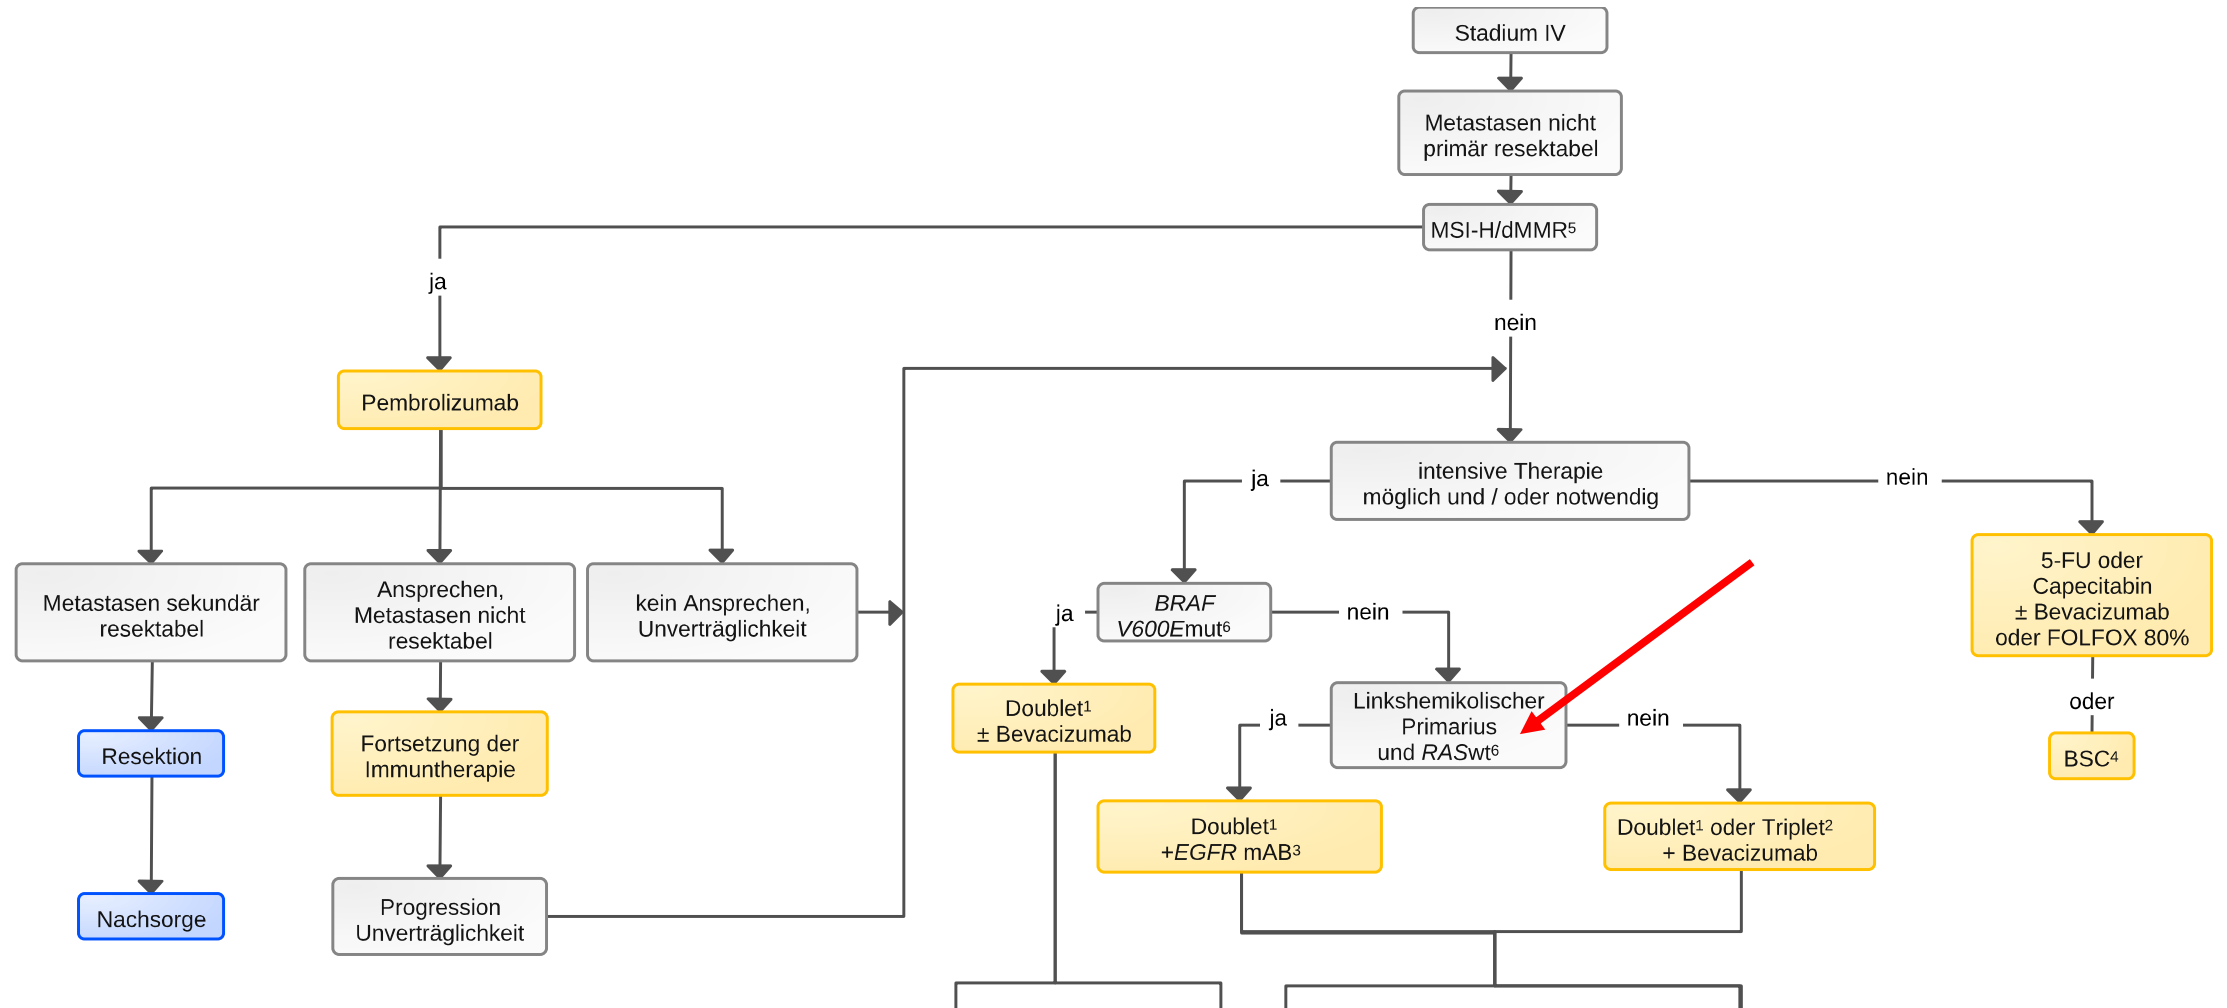 Stadium IV
Metastasen nicht
primär resektabel
MSI-H/dMMR⁵
ja
nein
Pembrolizumab
intensive Therapie
möglich und / oder notwendig
ja
nein
Metastasen sekundär
resektabel
Ansprechen,
Metastasen nicht
resektabel
kein Ansprechen,
Unverträglichkeit
BRAF
V600Emut⁶
ja
nein
5-FU oder
Capecitabin
± Bevacizumab
oder FOLFOX 80%
oder
BSC⁴
Doublet¹
± Bevacizumab
Linkshemikolischer
Primarius
und RASwt⁶
ja
nein
Resektion
Fortsetzung der
Immuntherapie
Doublet¹
+EGFR mAB³
Doublet¹ oder Triplet²
+ Bevacizumab
Nachsorge
Progression
Unverträglichkeit